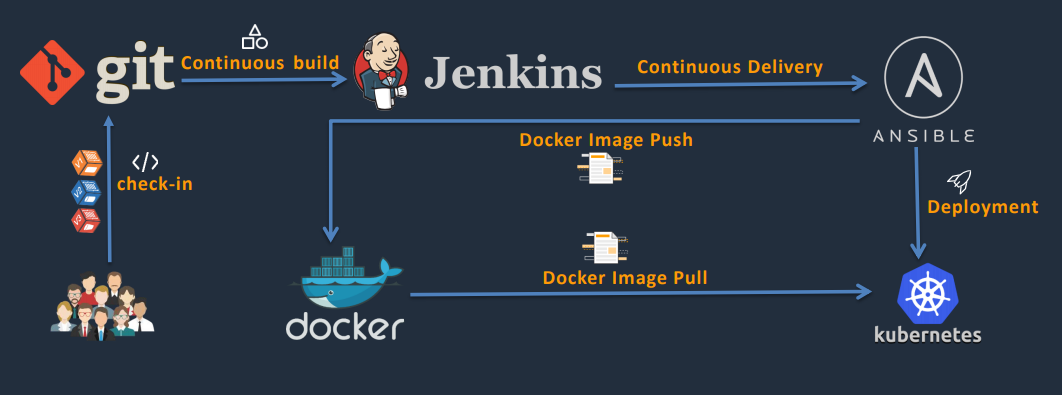 git
Continuous build
Jenkins
Continuous Delivery
ANSIBLE
Docker Image Push
V1
</>
check-in
V2
V3
Deployment
Docker Image Pull
docker
kubernetes